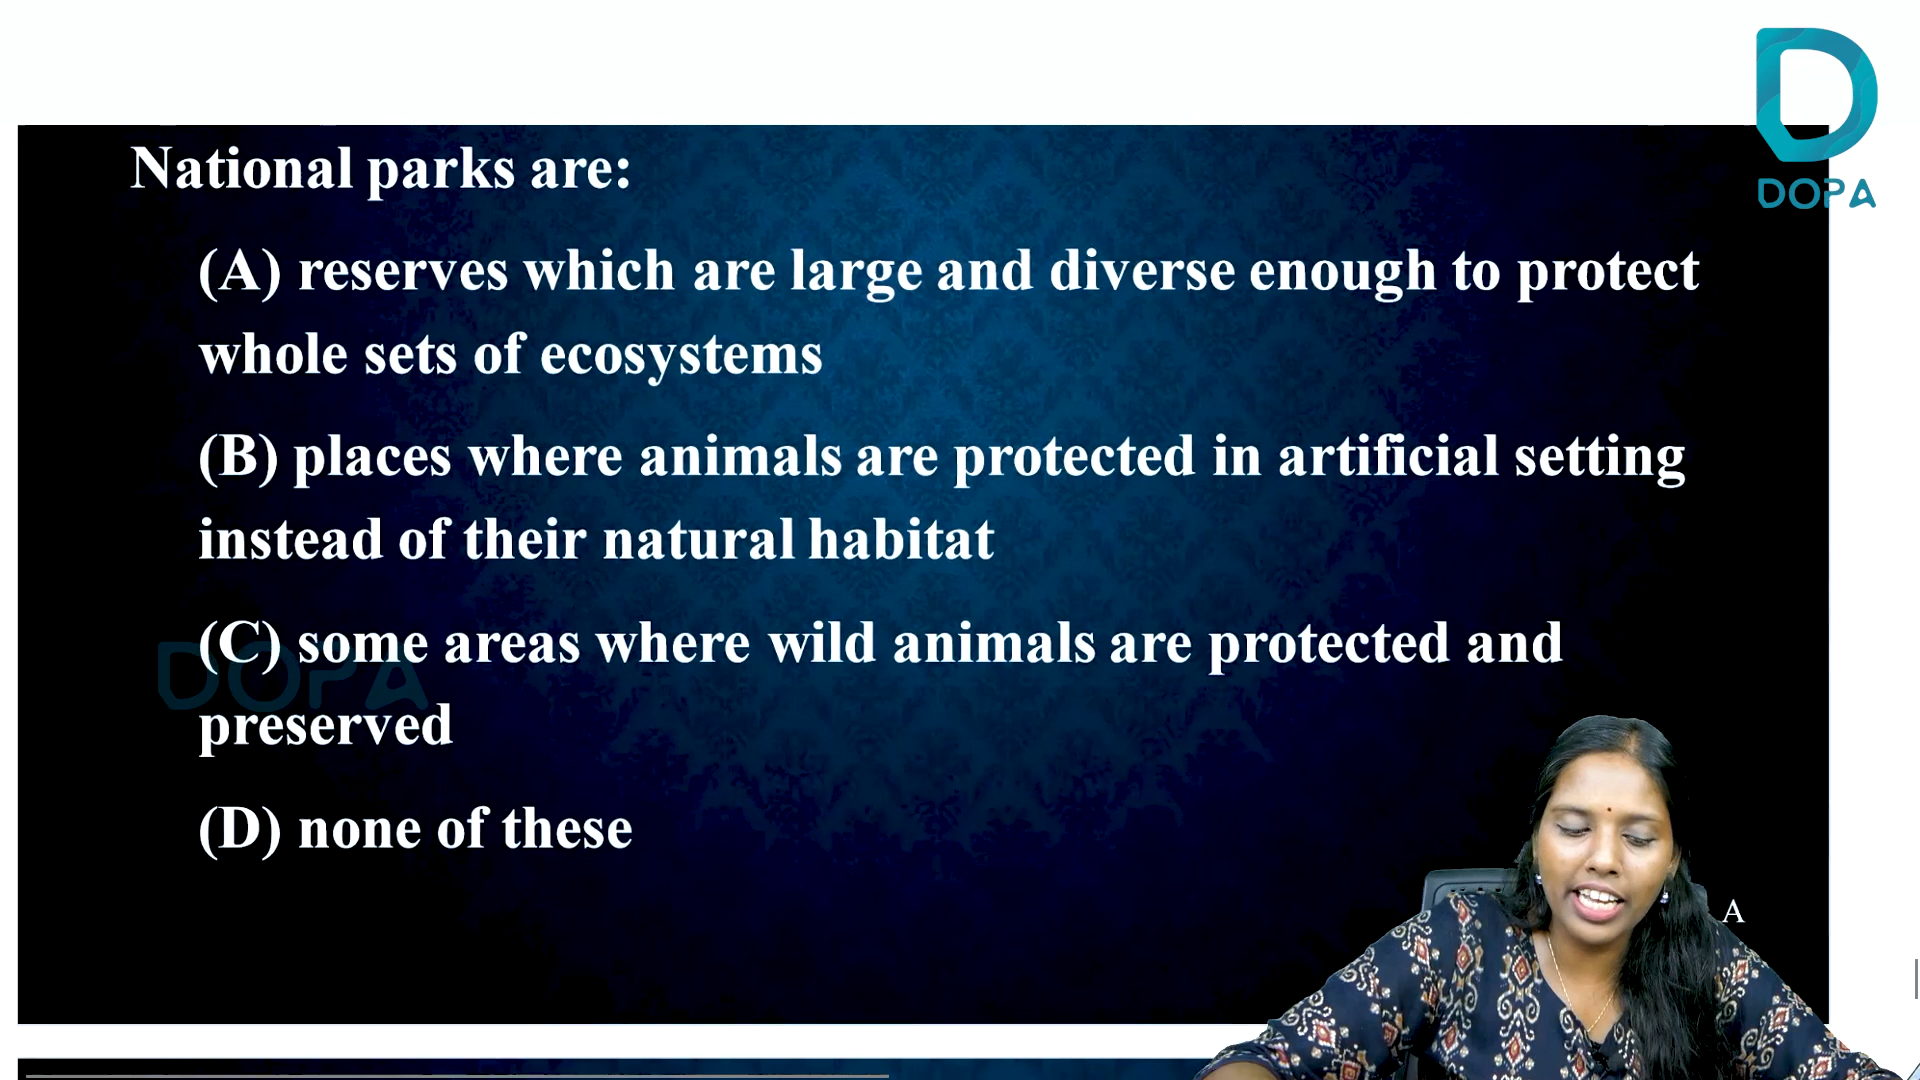 DOPA
National parks are:
(A) reserves which are large and diverse enough to protect
whole sets of ecosystems
(B) places where animals are protected in artificial setting
instead of their natural habitat
(C) some areas where wild animals are protected and
DOPA
preserved
(D) none of these
A